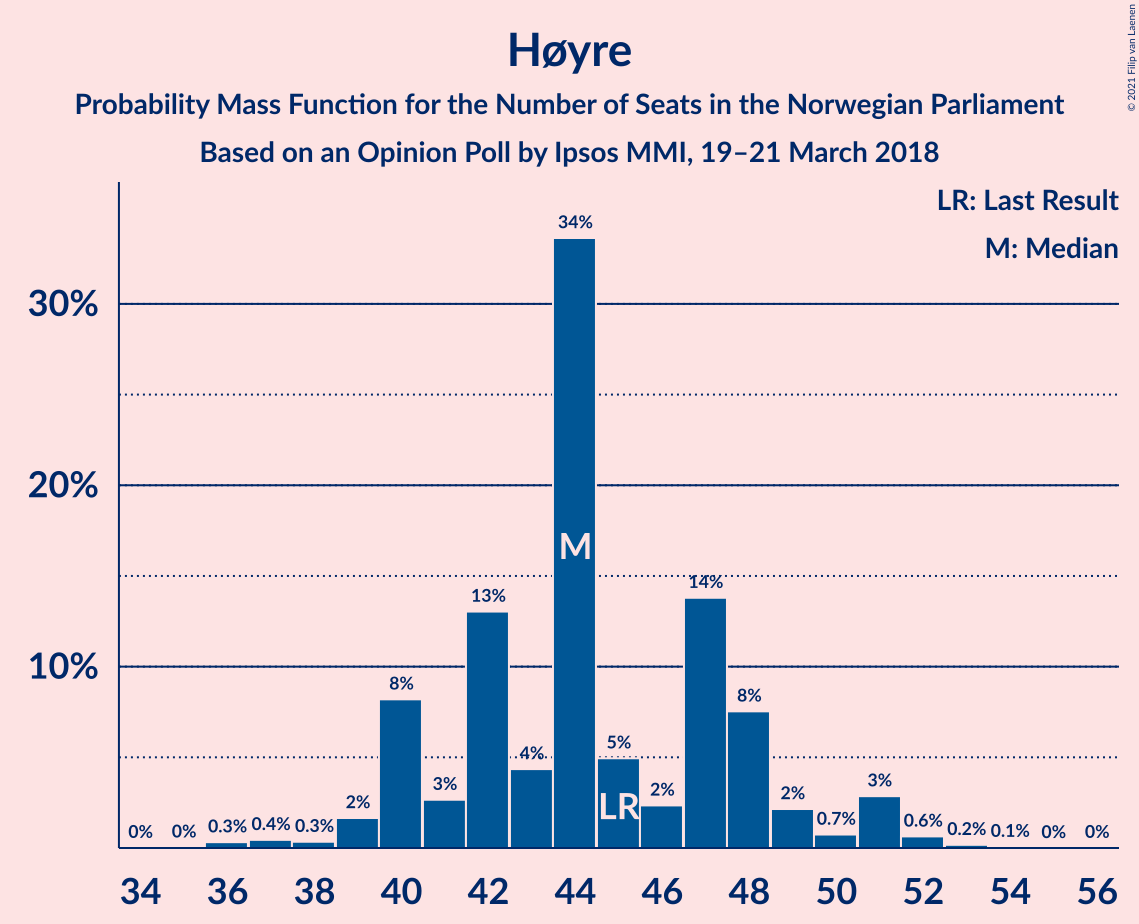 © 2021 Filip van Laenen
Høyre
Probability Mass Function for the Number of Seats in the Norwegian Parliament
Based on an Opinion Poll by Ipsos MMI, 19–21 March 2018
LR: Last Result
M: Median
30%
20%
10%
0% 0% 0.3% 0.4% 0.3% 2% 8% 3% 13% 4% 34% 5% 2% 14% 8% 2% 0.7% 3% 0.6% 0.2% 0.1% 0% 0%
M
LR
34 36 38 40 42 44 46 48 50 52 54 56